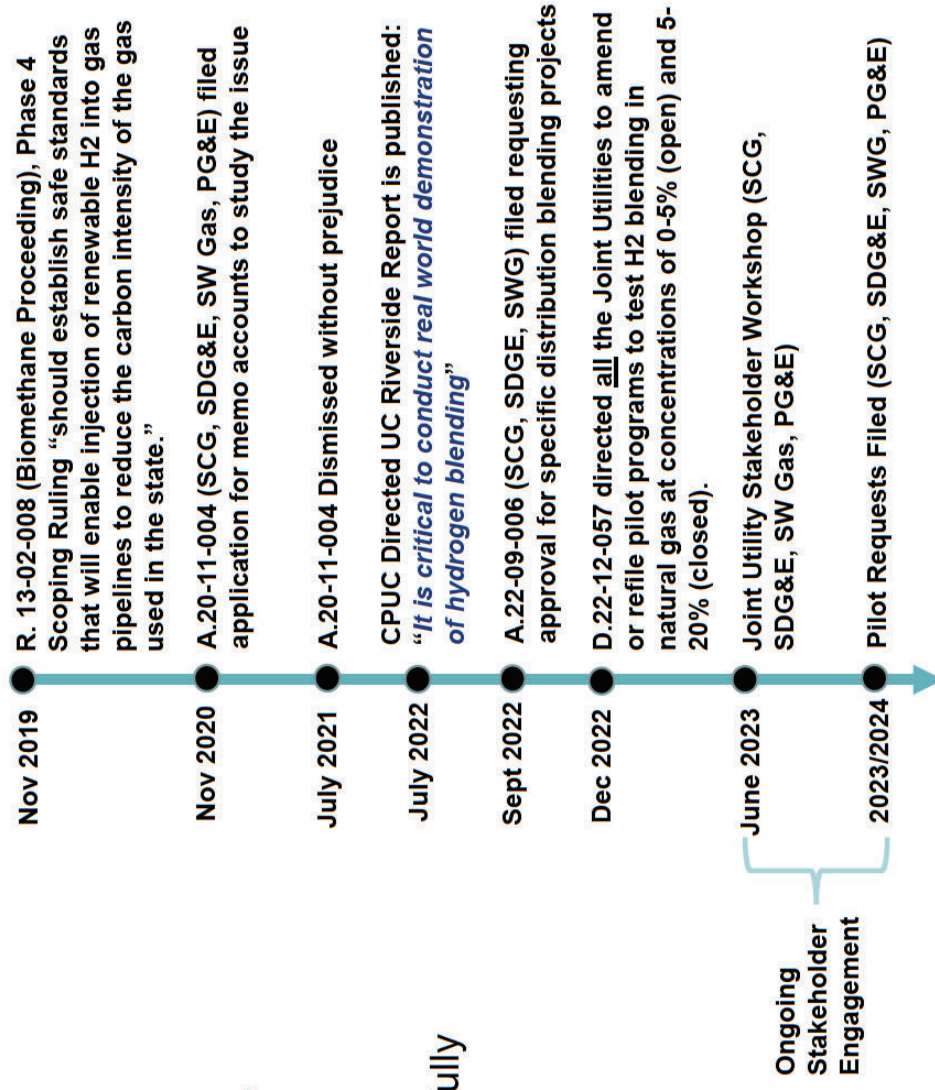 Nov 2019
R. 13-02-008 (Biomethane Proceeding), Phase 4
Scoping Ruling “should establish safe standards
that will enable injection of renewable H2 into gas
pipelines to reduce the carbon intensity of the gas
used in the state.”
Nov 2020
A.20-11-004 (SCG, SDG&E, SW Gas, PG&E) filed
application for memo accounts to study the issue
July 2021
A.20-11-004 Dismissed without prejudice
July 2022
CPUC Directed UC Riverside Report is published:
“It is critical to conduct real world demonstration
of hydrogen blending”
Sept 2022
A.22-09-006 (SCG, SDGE, SWG) filed requesting
approval for specific distribution blending projects
Dec 2022
D.22-12-057 directed all the Joint Utilities to amend
or refile pilot programs to test H2 blending in
natural gas at concentrations of 0-5% (open) and 5-
20% (closed).
June 2023
Joint Utility Stakeholder Workshop (SCG,
SDG&E, SW Gas, PG&E)
2023/2024
Pilot Requests Filed (SCG, SDG&E, SWG, PG&E)
Ongoing
Stakeholder
Engagement
ully